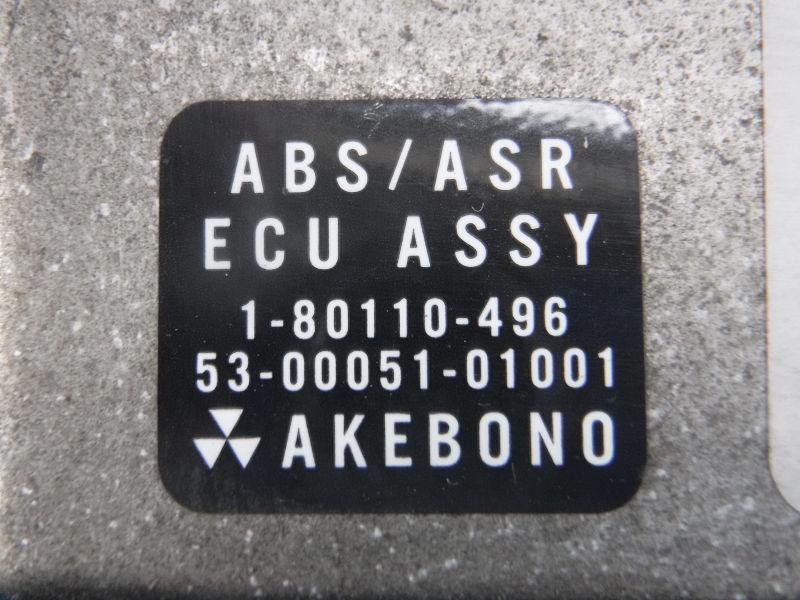 ABS/ASR
ECU ASSY
1-80110-496
53-00051-01001
AKEBONO